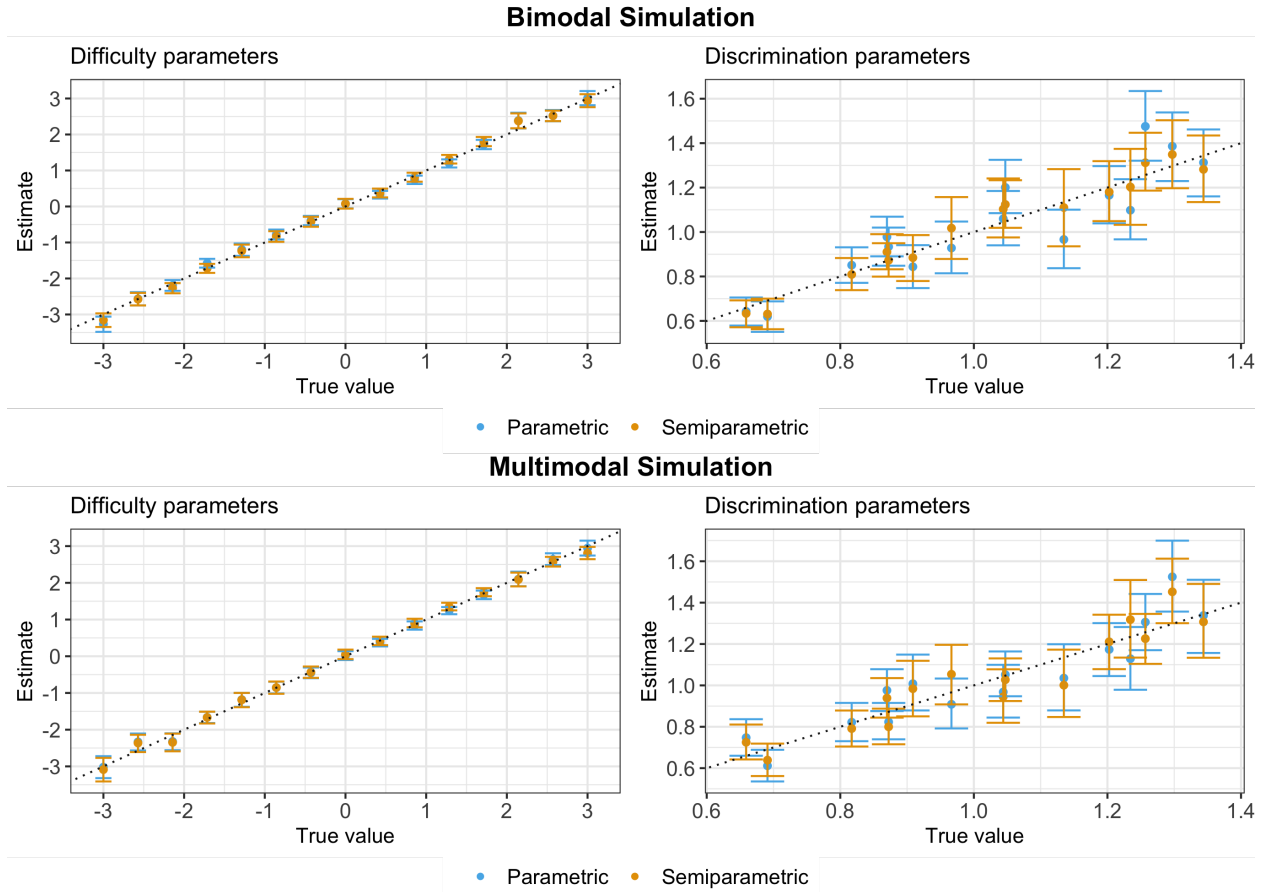 Bimodal Simulation
Difficulty parameters
Discrimination parameters
3
2
1
0
-1
-2
-3
Estimate
-3 -2 -1 0 1 2 3
True value
1.6
1.4
1.2
1.0
0.8
0.6
Estimate
0.6 0.8 1.0 1.2 1.4
True value
Parametric Semiparametric
Multimodal Simulation
Difficulty parameters
Discrimination parameters
3
2
1
0
-1
-2
-3
Estimate
-3 -2 -1 0 1 2 3
True value
1.6
1.4
1.2
1.0
0.8
0.6
Estimate
0.6 0.8 1.0 1.2 1.4
True value
Parametric Semiparametric